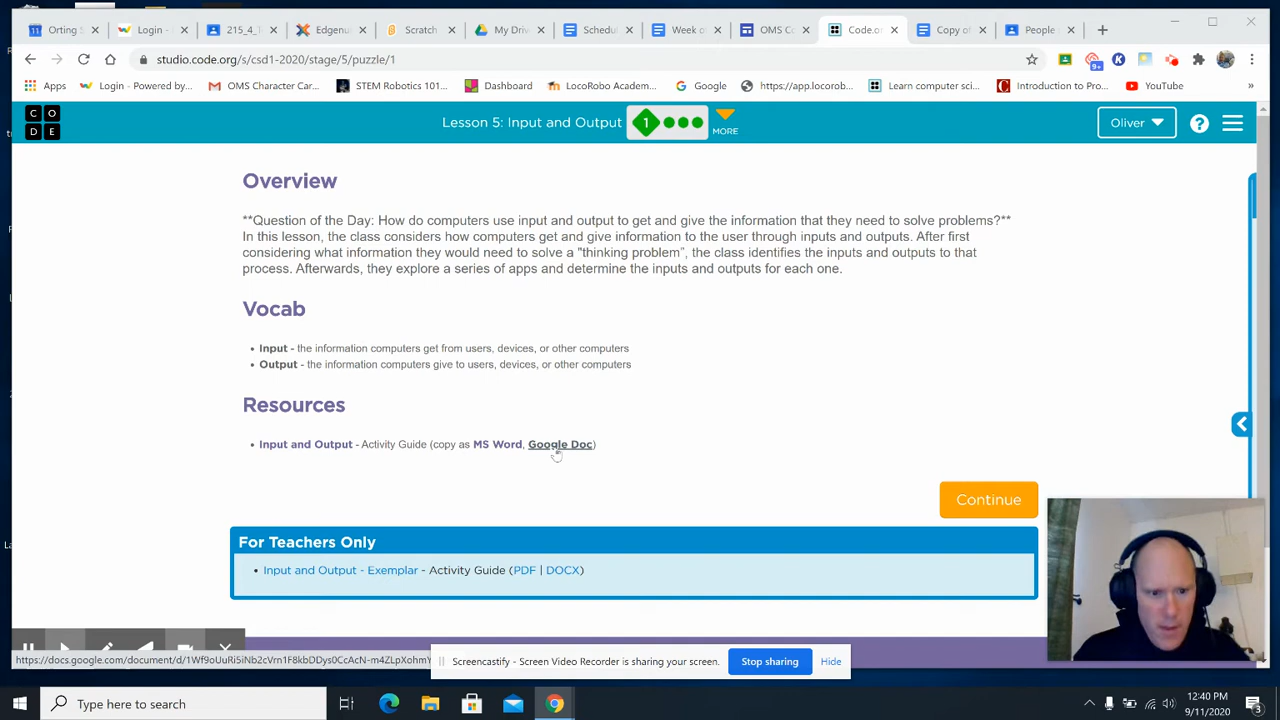 Orting S
Login -
215_4_T
Edgenu
Scratch
My Driv
Schedu
Week o
OMS C
Code.o
Copy of
People
studio.code.org/s/csd1-2020/stage/5/puzzle/1
9+
Apps
Login - Powered by...
OMS Character Car...
STEM Robotics 101...
Dashboard
LocoRobo Academ...
Google
https://app.locorob...
Learn computer sci...
Introduction to Pro...
YouTube
»
C O
D E
Lesson 5: Input and Output
1
MORE
Oliver
?
Overview
**Question of the Day: How do computers use input and output to get and give the information that they need to solve problems?**
In this lesson, the class considers how computers get and give information to the user through inputs and outputs. After first
considering what information they would need to solve a "thinking problem", the class identifies the inputs and outputs to that
process. Afterwards, they explore a series of apps and determine the inputs and outputs for each one.
Vocab
• Input - the information computers get from users, devices, or other computers
• Output - the information computers give to users, devices, or other computers
Resources
• Input and Output - Activity Guide (copy as MS Word, Google Doc)
Continue
For Teachers Only
• Input and Output - Exemplar - Activity Guide (PDF | DOCX)
Screencastify - Screen Video Recorder is sharing your screen.
Stop sharing
Hide
Type here to search
12:40 PM
9/11/2020
3